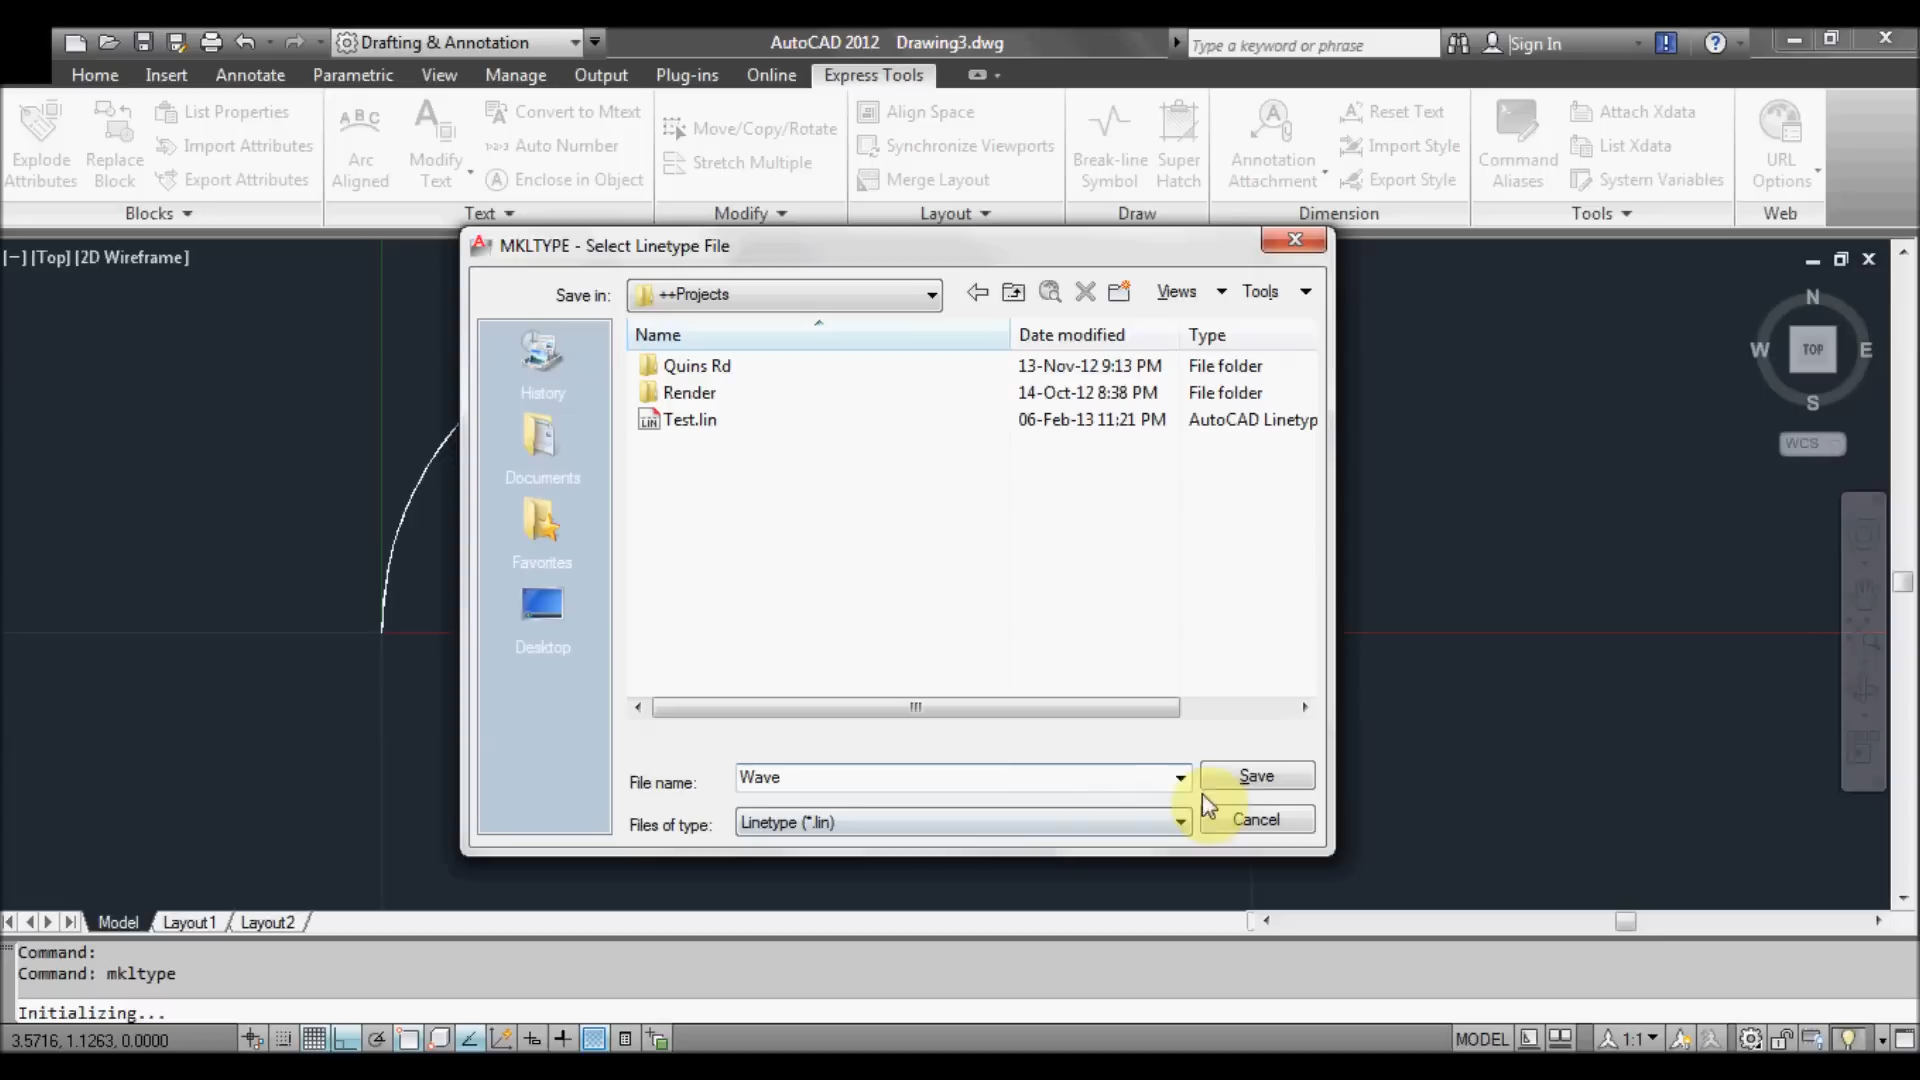 Drafting & Annotation
AutoCAD 2012 Drawing3.dwg
Type a keyword or phrase
Sign In
Home Insert Annotate Parametric View Manage Output Plug-ins Online Express Tools
Explode Attributes
Replace Block
List Properties
Import Attributes
Export Attributes
Blocks
ABC
Arc Aligned
Modify Text
Convert to Mtext
Auto Number
Enclose in Object
Text
Move/Copy/Rotate
Stretch Multiple
Modify
Align Space
Synchronize Viewports
Merge Layout
Layout
Break-line Symbol
Super Hatch
Draw
Annotation Attachment
Reset Text
Import Style
Export Style
Dimension
Command Aliases
Attach Xdata
List Xdata
System Variables
Tools
URL Options
Web
[−] [Top] [2D Wireframe]
MKLTYPE - Select Linetype File
Save in: ++Projects
Views Tools
Name Date modified Type
Quins Rd 13-Nov-12 9:13 PM File folder
Render 14-Oct-12 8:38 PM File folder
Test.lin 06-Feb-13 11:21 PM AutoCAD Linetyp
History
Documents
Favorites
Desktop
File name: Wave Save
Files of type: Linetype (*.lin) Cancel
N
W TOP E
S
WCS
Model Layout1 Layout2
Command:
Command: mkltype
Initializing...
3.5716, 1.1263, 0.0000
MODEL 1:1